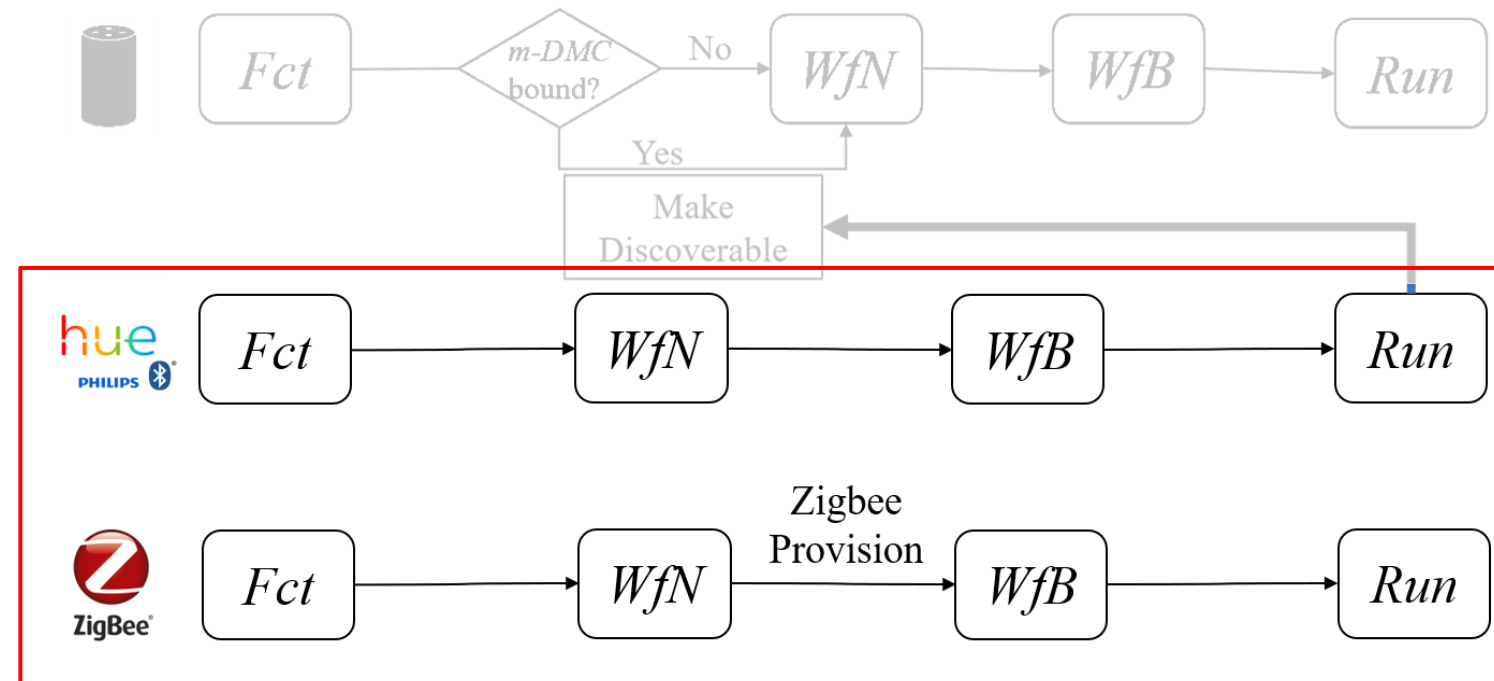 Fct
m-DMC
bound?
No
WfN
WfB
Run
Yes
Make
Discoverable
hue
PHILIPS
Fct
WfN
WfB
Run
Zigbee
Provision
Z
ZigBee®
Fct
WfN
WfB
Run